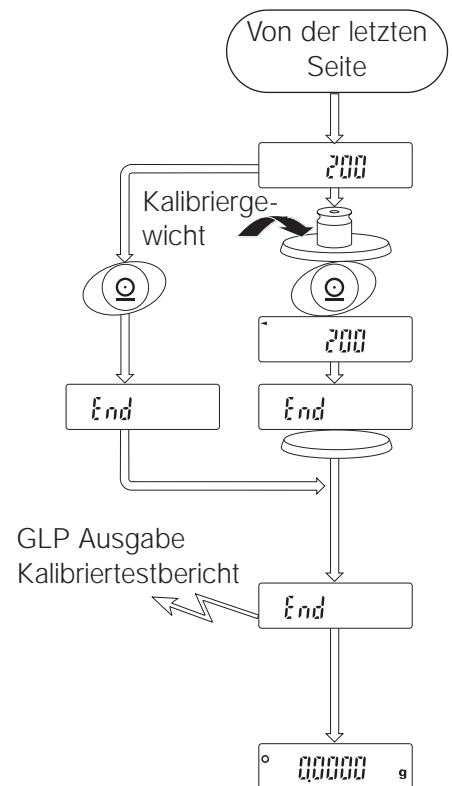 Von der letzten
Seite
200
Kalibrierge-
wicht
200
End
End
GLP Ausgabe
Kalibriertestbericht
End
0.0000 g